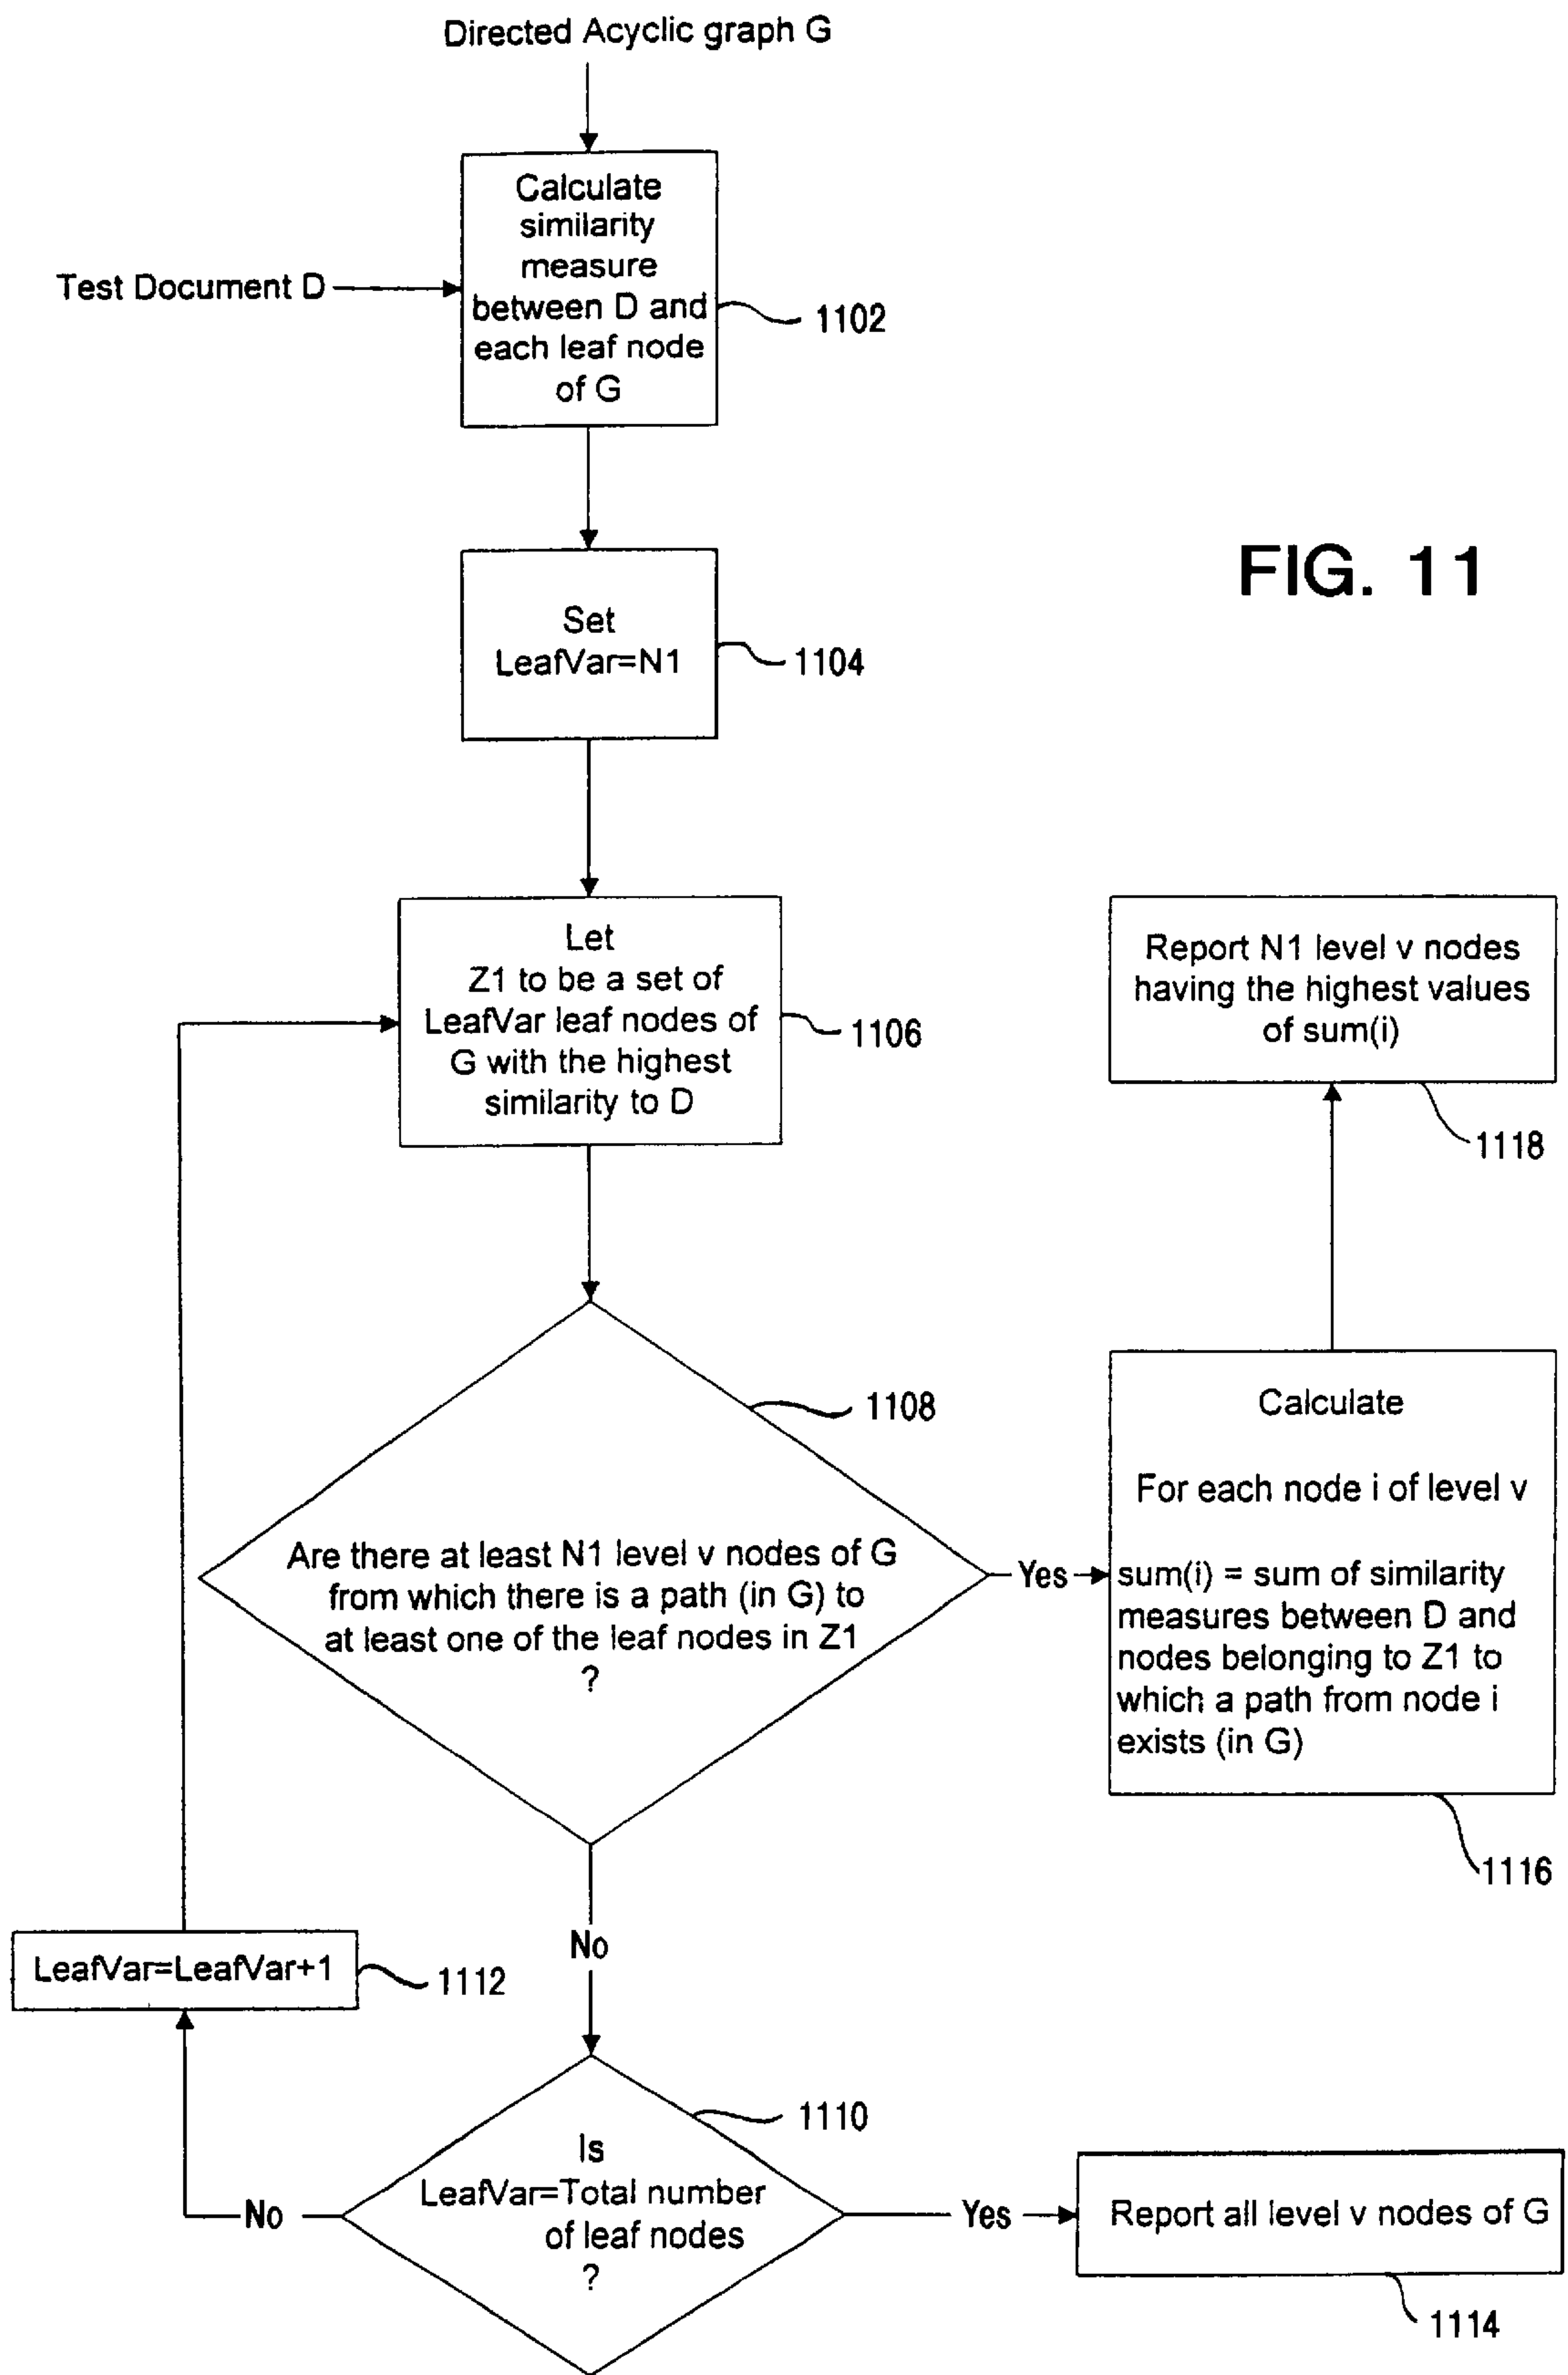 Directed Acyclic graph G
Calculate
similarity
measure
between D and
each leaf node
of G
Test Document D
1102
FIG. 11
Set
LeafVar=N1
1104
Let
Z1 to be a set of
LeafVar leaf nodes of
G with the highest
similarity to D
1106
Report N1 level v nodes
having the highest values
of sum(i)
1118
1108
Are there at least N1 level v nodes of G
from which there is a path (in G) to
at least one of the leaf nodes in Z1
?
Yes
Calculate
For each node i of level v
sum(i) = sum of similarity
measures between D and
nodes belonging to Z1 to
which a path from node i
exists (in G)
1116
No
LeafVar=LeafVar+1
1112
1110
Is
LeafVar=Total number
of leaf nodes
?
No
Yes
Report all level v nodes of G
1114